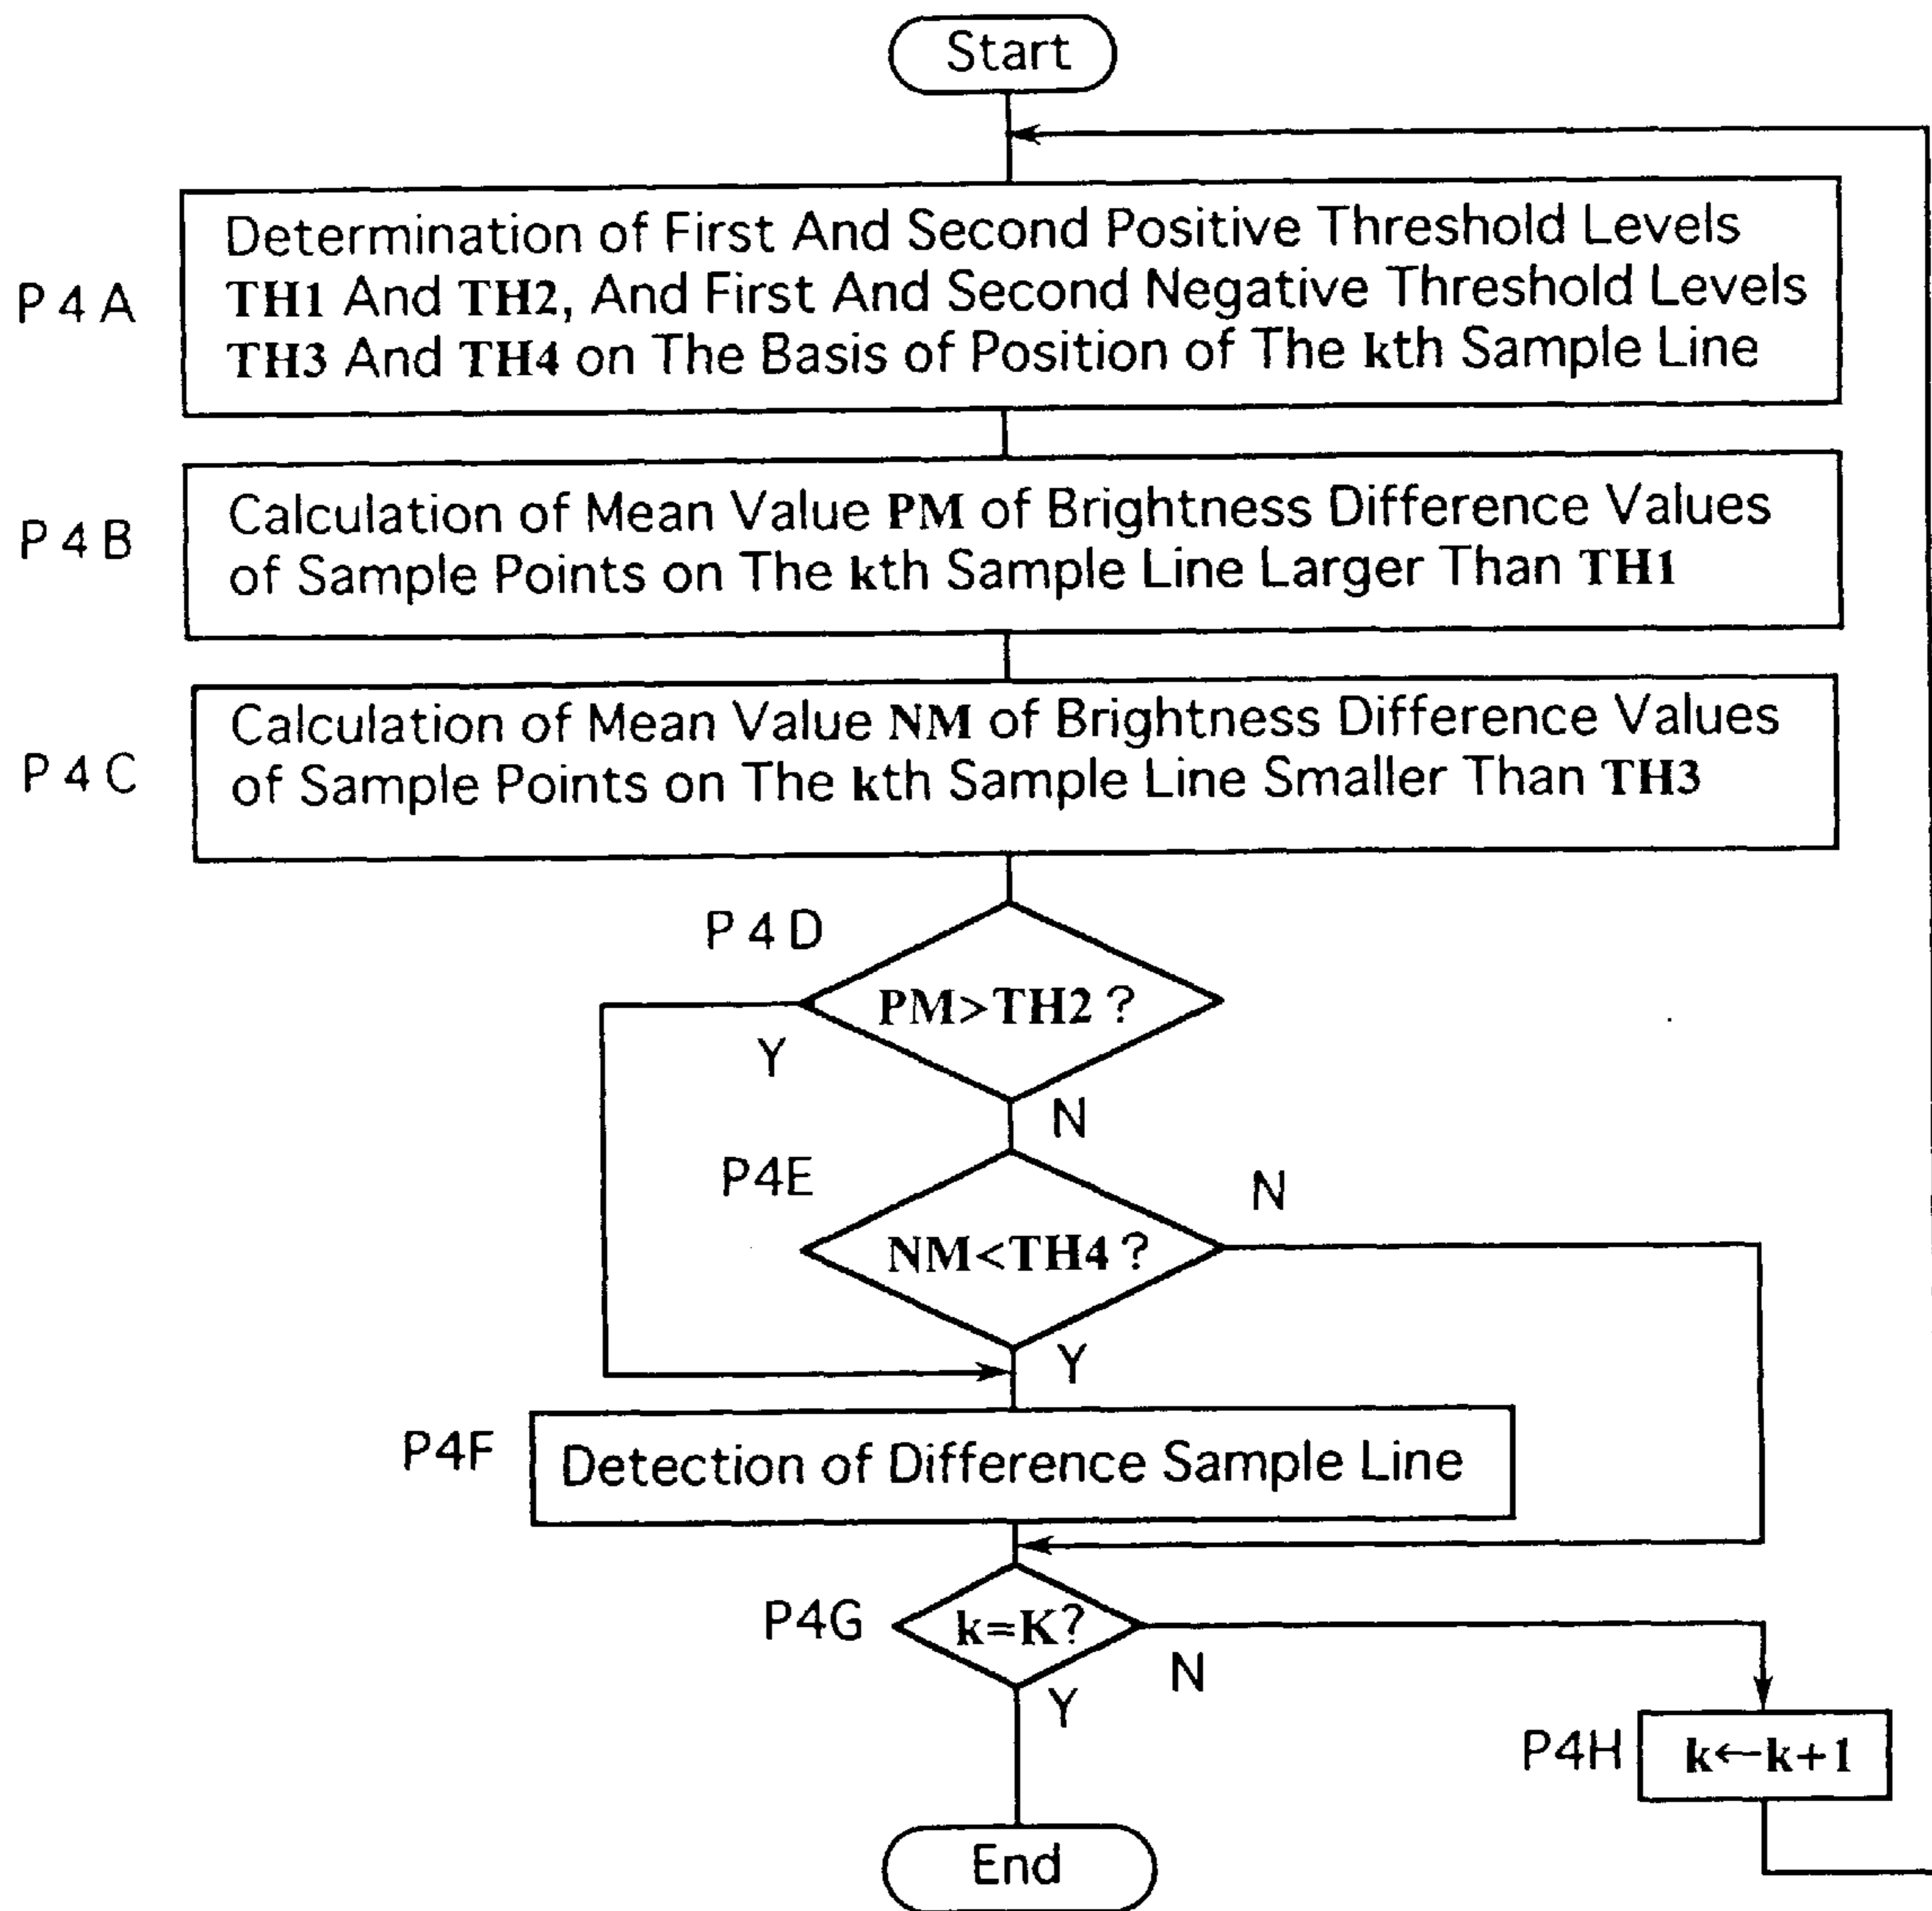 Start
P4A
Determination of First And Second Positive Threshold Levels
TH1 And TH2, And First And Second Negative Threshold Levels
TH3 And TH4 on The Basis of Position of The kth Sample Line
P4B
Calculation of Mean Value PM of Brightness Difference Values
of Sample Points on The kth Sample Line Larger Than TH1
P4C
Calculation of Mean Value NM of Brightness Difference Values
of Sample Points on The kth Sample Line Smaller Than TH3
P4D
PM>TH2?
Y
N
P4E
NM<TH4?
N
Y
P4F
Detection of Difference Sample Line
P4G
k=K?
N
Y
P4H
k←k+1
End